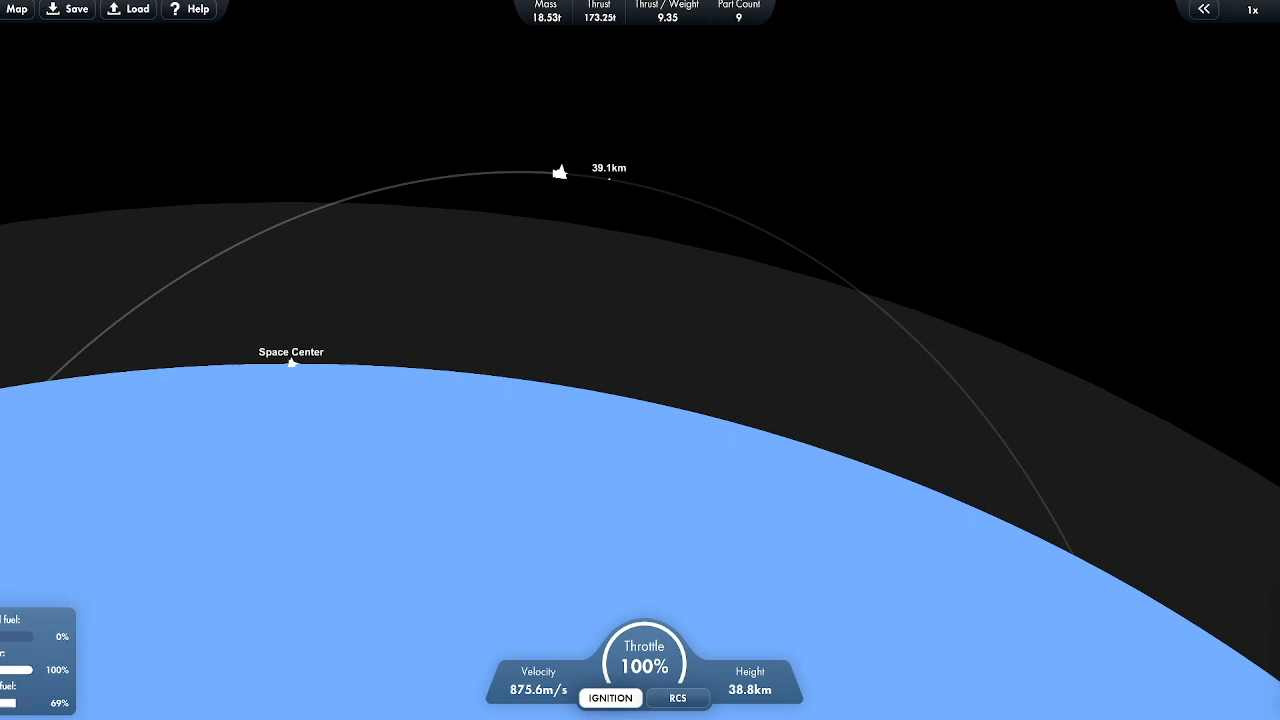 Map
Save
Load
? Help
Mass
18.53t
Thrust
173.25t
Thrust / Weight
9.35
Part Count
9
1x
39.1km
Space Center
fuel:
0%
r:
100%
fuel:
69%
Throttle
100%
Velocity
875.6m/s
Height
38.8km
IGNITION
RCS